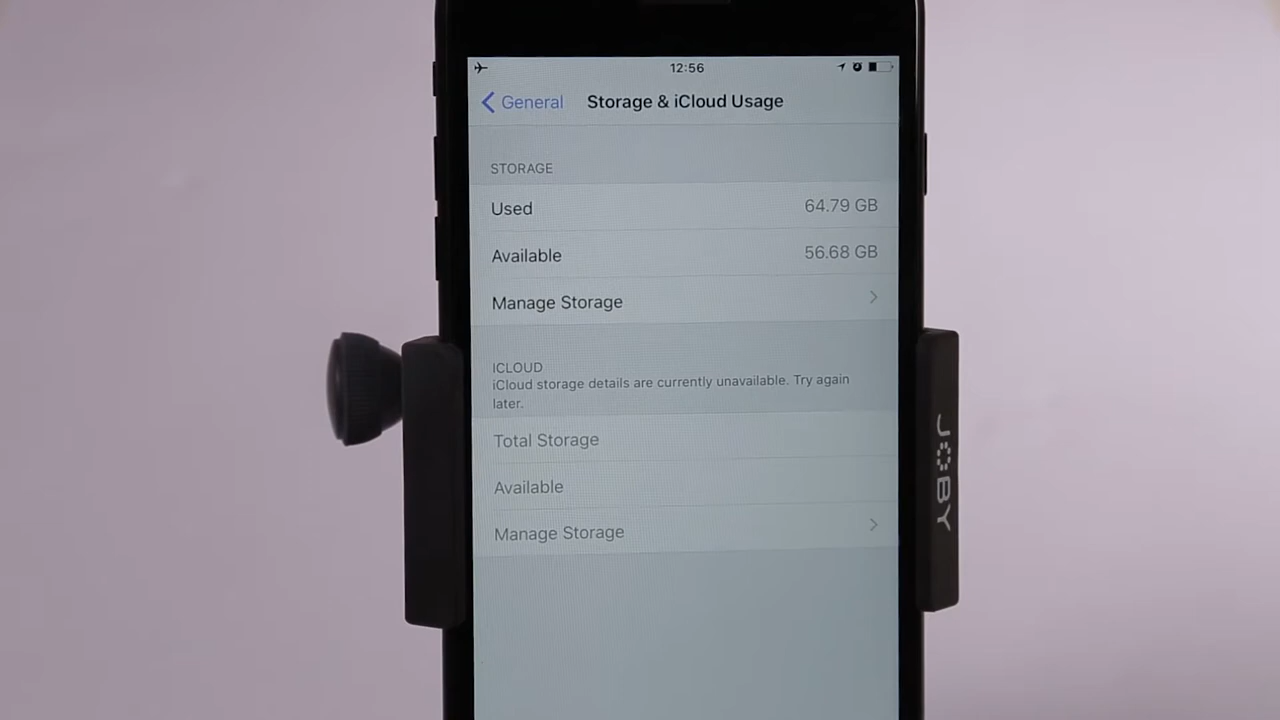 12:56
General
Storage & iCloud Usage
STORAGE
Used
64.79 GB
Available
56.68 GB
Manage Storage
ICLOUD
iCloud storage details are currently unavailable. Try again
later.
Total Storage
Available
Manage Storage
JOBY